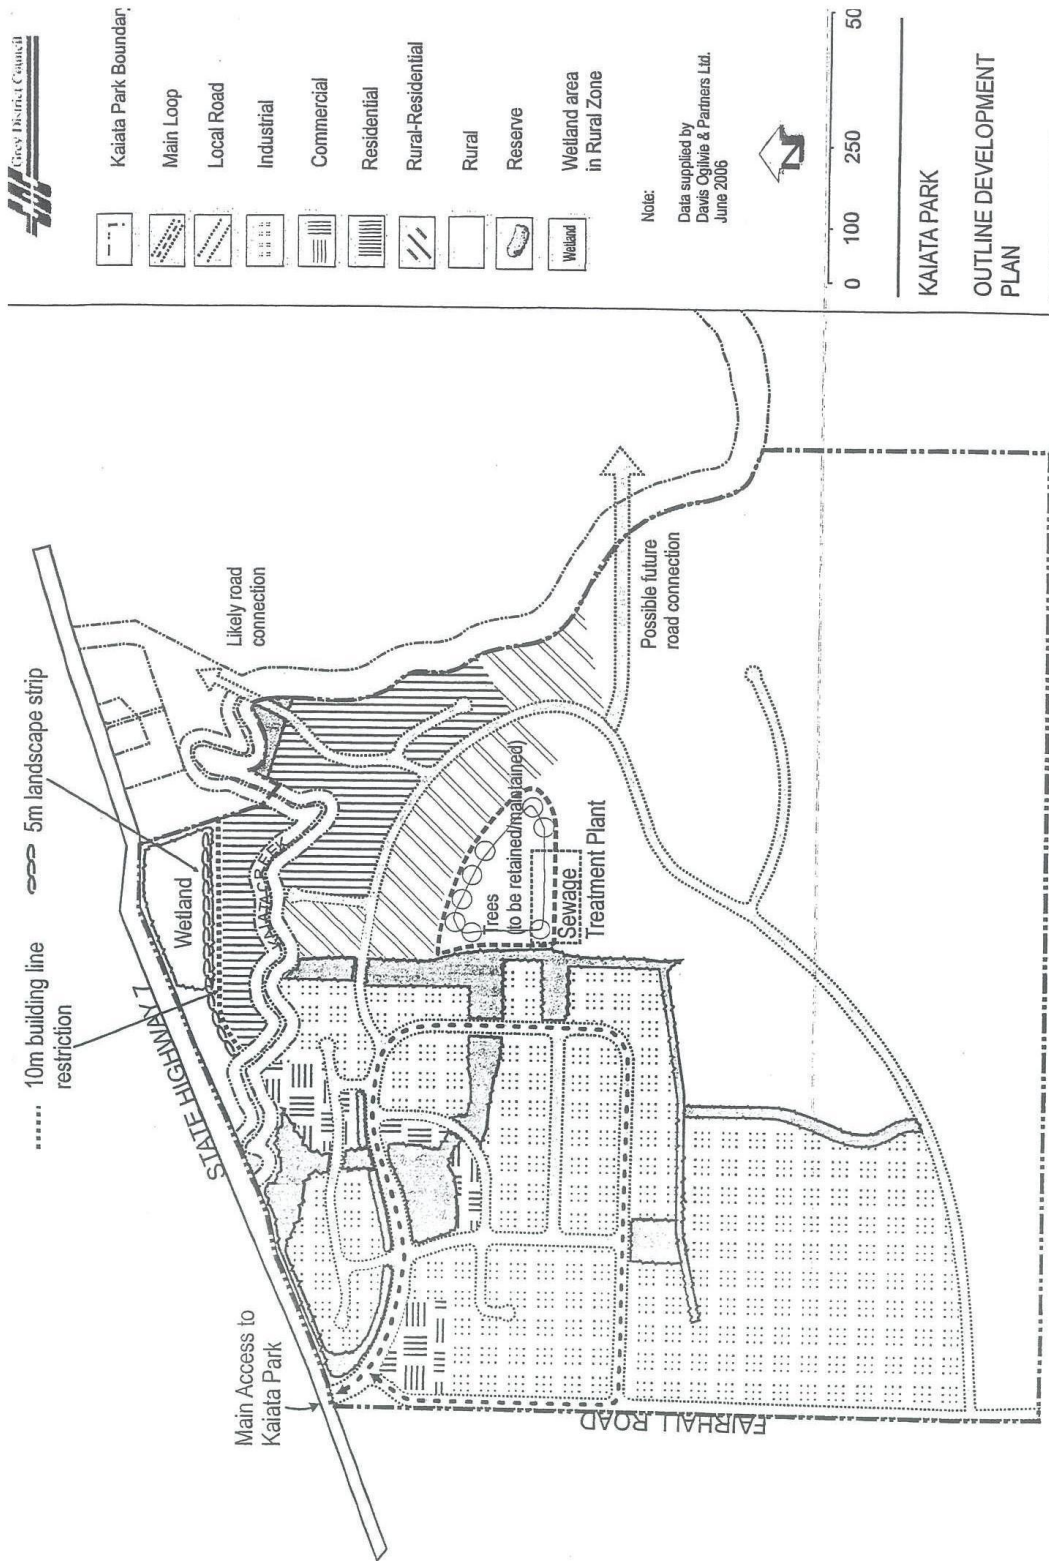 Grey District Council
Kaiata Park Boundar
Main Loop
Local Road
Industrial
Commercial
Residential
Rural-Residential
Rural
Reserve
Wetland
Wetland area
in Rural Zone
Note:
Data supplied by
Davis Ogilvie & Partners Ltd.
June 2006
N
0 100 250 50
KAIATA PARK
OUTLINE DEVELOPMENT
PLAN
10m building line
restriction
5m landscape strip
STATE HIGHWAY 7
Wetland
KAIATA CREEK
Likely road
connection
Main Access to
Kaiata Park
Trees
(to be retained/maintained)
Sewage
Treatment Plant
Possible future
road connection
FAIRHALL ROAD